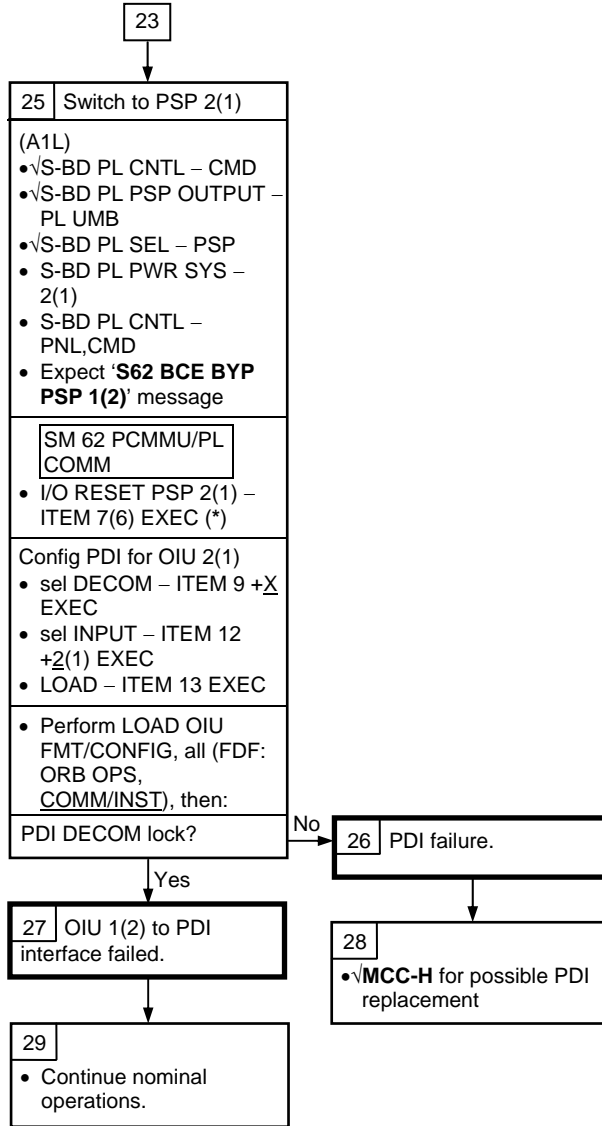 23
25 Switch to PSP 2(1)
(A1L)
•√S-BD PL CNTL – CMD
•√S-BD PL PSP OUTPUT –
PL UMB
•√S-BD PL SEL – PSP
• S-BD PL PWR SYS –
2(1)
• S-BD PL CNTL –
PNL,CMD
• Expect ‘S62 BCE BYP
PSP 1(2)’ message
SM 62 PCMMU/PL
COMM
• I/O RESET PSP 2(1) –
ITEM 7(6) EXEC (*)
Config PDI for OIU 2(1)
• sel DECOM – ITEM 9 +X
EXEC
• sel INPUT – ITEM 12
+2(1) EXEC
• LOAD – ITEM 13 EXEC
• Perform LOAD OIU
FMT/CONFIG, all (FDF:
ORB OPS,
COMM/INST), then:
PDI DECOM lock?
No
26 PDI failure.
Yes
27 OIU 1(2) to PDI
interface failed.
28
•√MCC-H for possible PDI
replacement
29
• Continue nominal
operations.